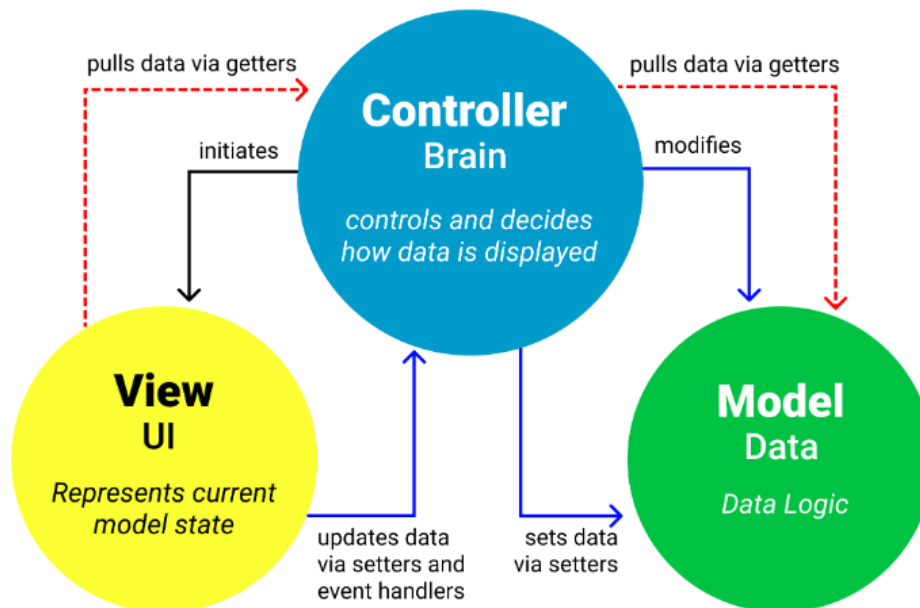 pulls data via getters
pulls data via getters
Controller
Brain
initiates
modifies
controls and decides
how data is displayed
View
UI
Represents current
model state
Model
Data
Data Logic
updates data
via setters and
event handlers
sets data
via setters